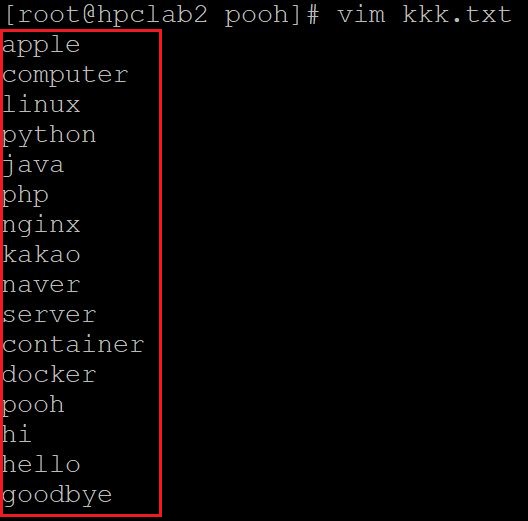 [root@hpclab2 pooh]# vim kkk.txt
apple
computer
linux
python
java
php
nginx
kakao
naver
server
container
docker
pooh
hi
hello
goodbye